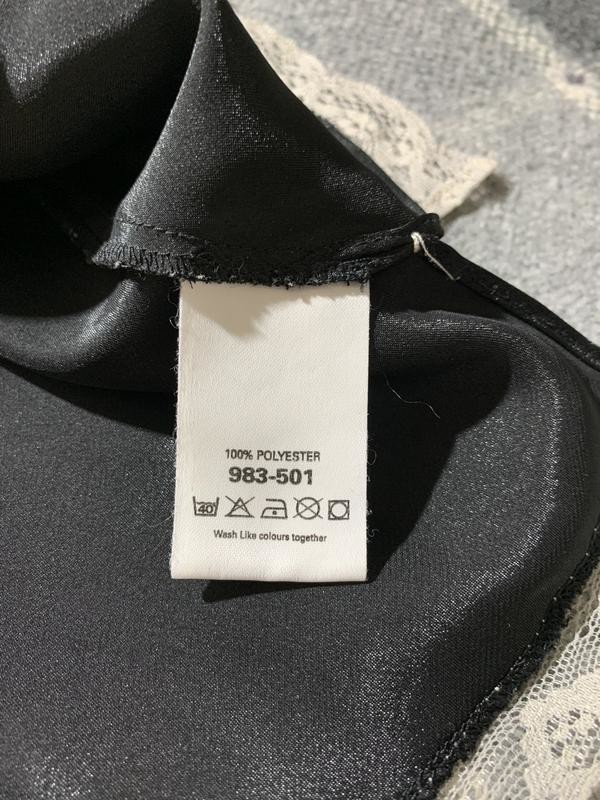 100% POLYESTER
983-501
40
Wash Like colours together